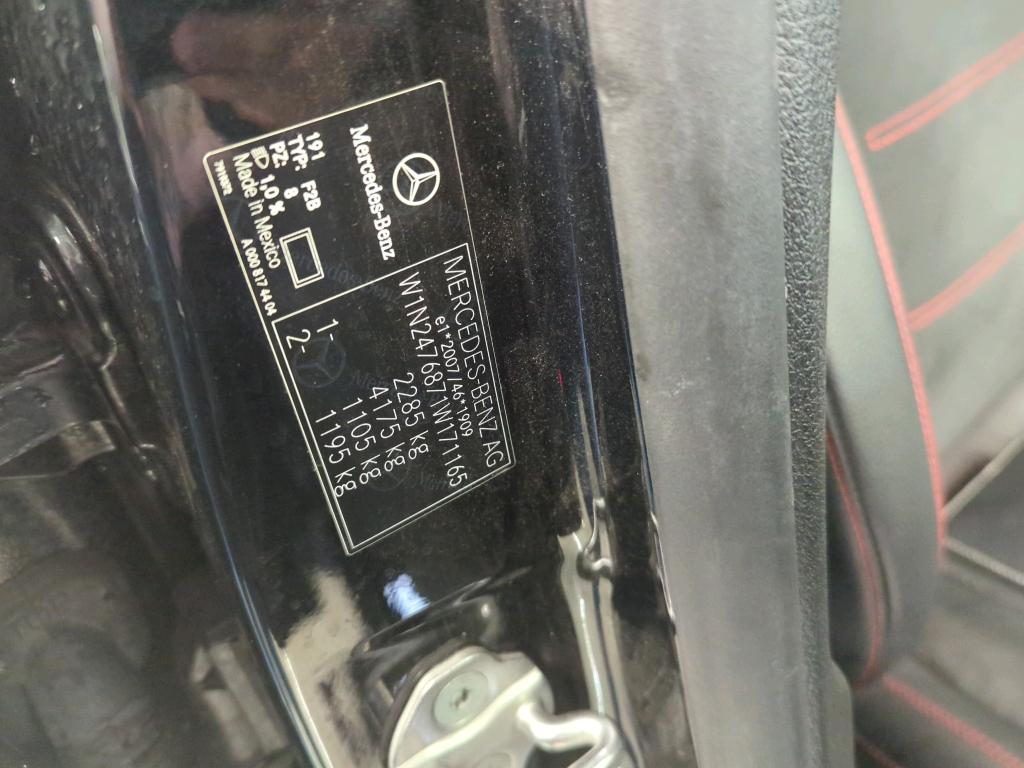 MERCEDES-BENZ AG
e1*2007/46*1909
W1N2476871W171165
2285 kg
4175 kg
1- 1105 kg
2- 1195 kg
Mercedes-Benz
191
TYP: F2B
PZ: 8
1,0 %
Made in Mexico
A 000 817 44 04